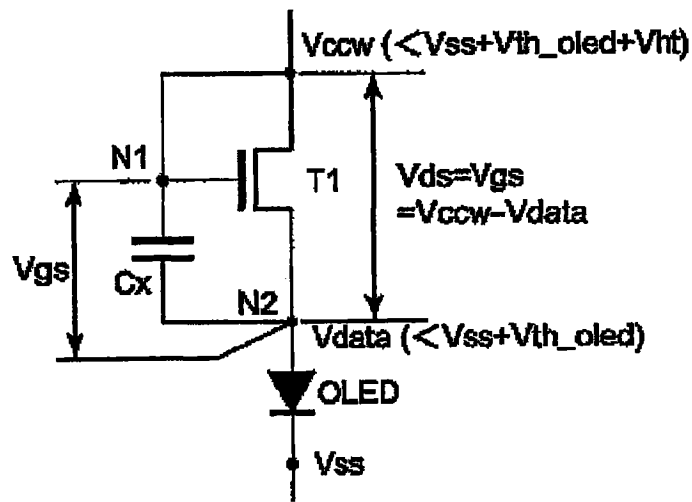 Vccw (<Vss+Vth_oled+Vht)
N1
T1
Vds=Vgs
=Vccw-Vdata
Vgs
Cx
N2
Vdata (<Vss+Vth_oled)
OLED
Vss